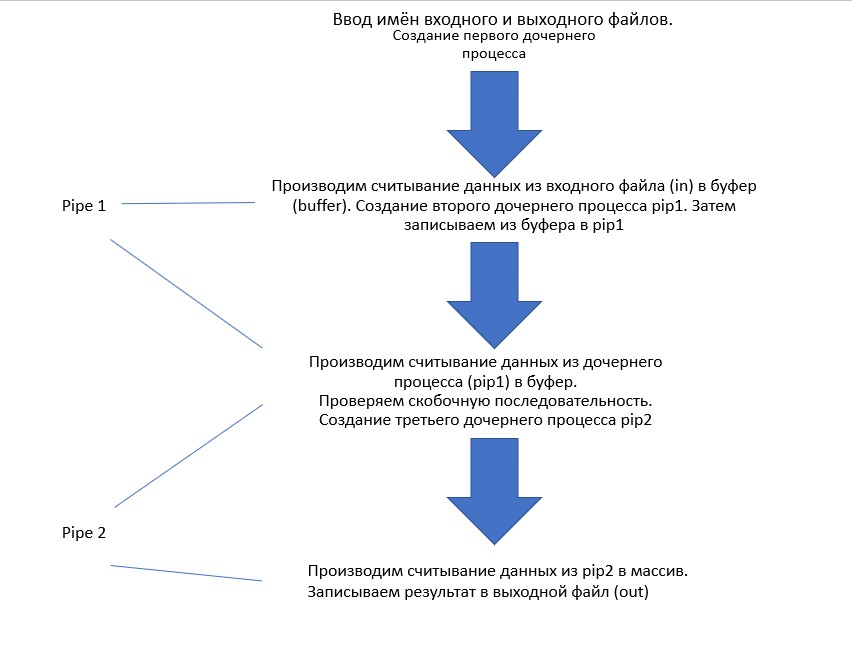 Ввод имён входного и выходного файлов.
Создание первого дочернего
процесса
Производим считывание данных из входного файла (in) в буфер
(buffer). Создание второго дочернего процесса pip1. Затем
записываем из буфера в pip1
Pipe 1
Производим считывание данных из дочернего
процесса (pip1) в буфер.
Проверяем скобочную последовательность.
Создание третьего дочернего процесса pip2
Pipe 2
Производим считывание данных из pip2 в массив.
Записываем результат в выходной файл (out)